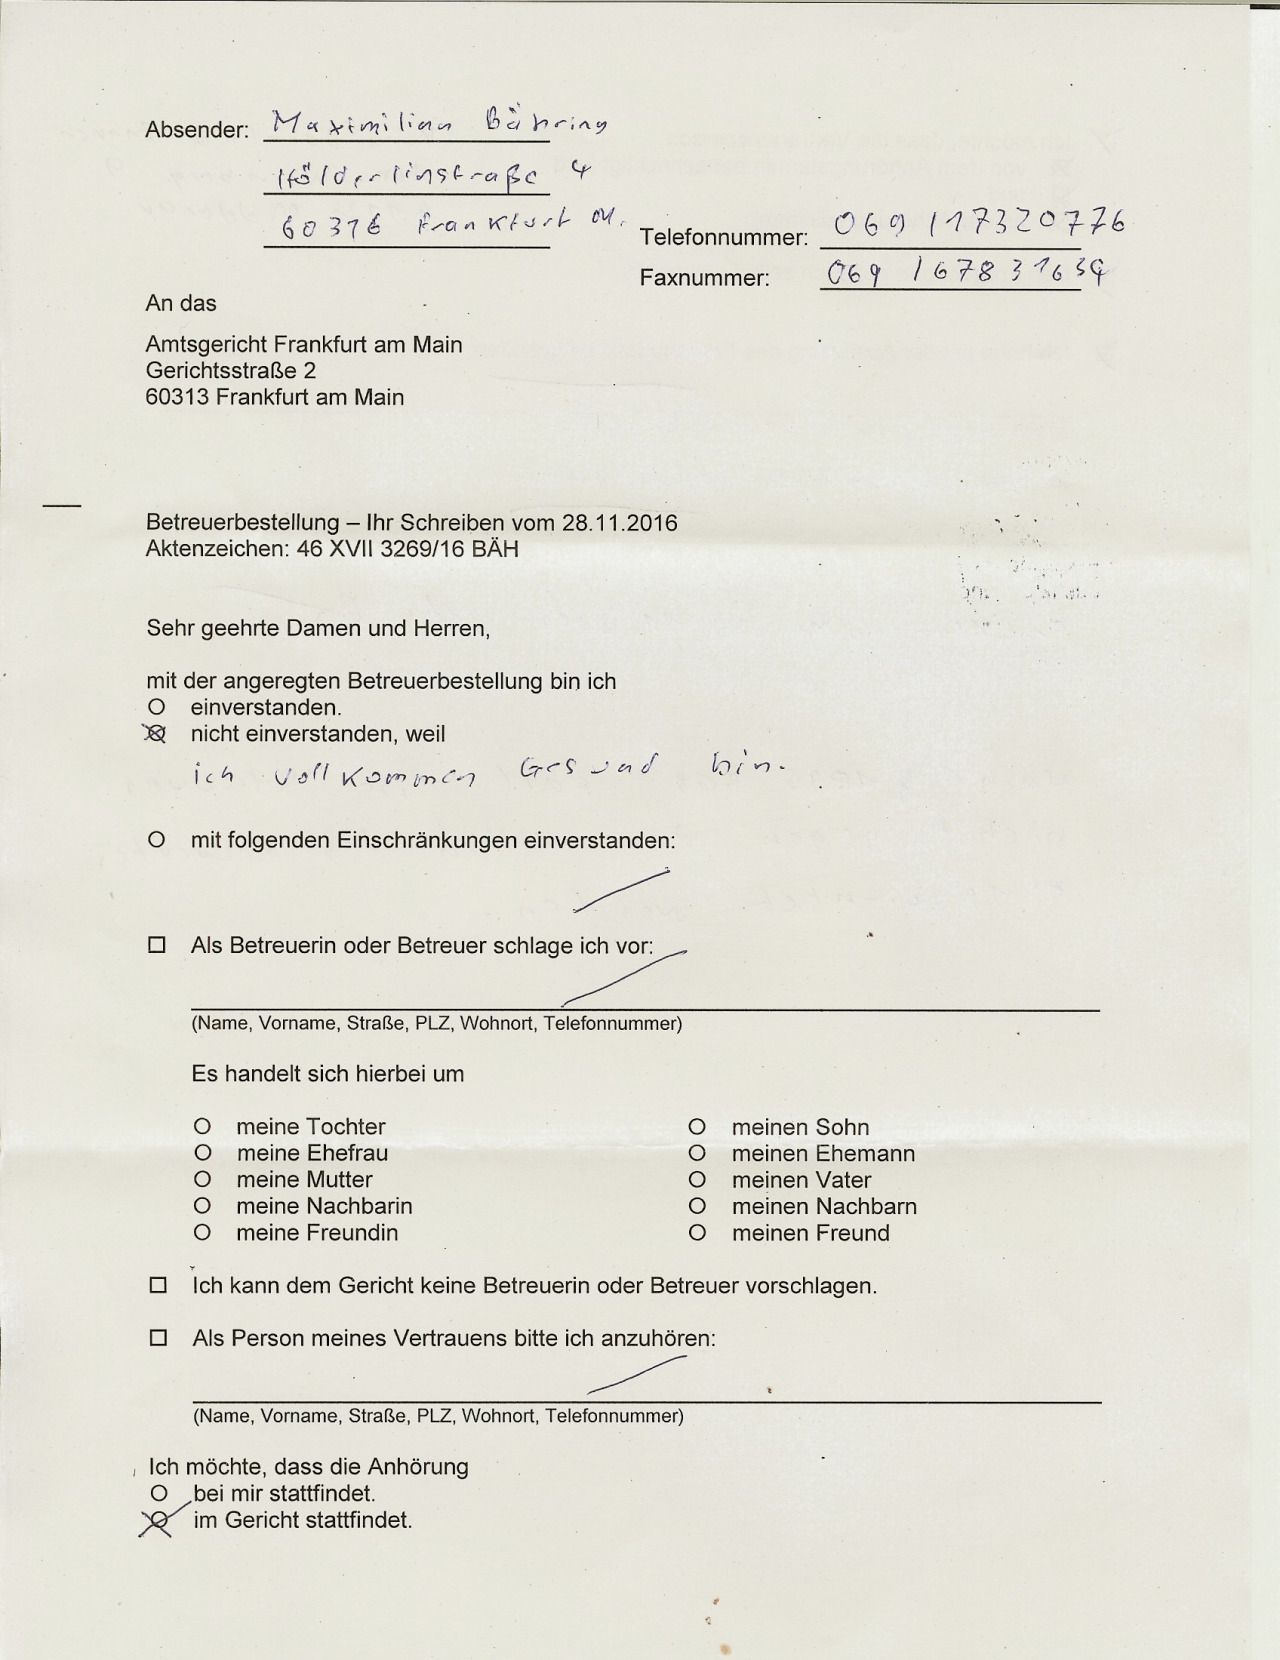 Absender: Maximilian Bähring
Hölderlinstraße 4
60316 Frankfurt M.
Telefonnummer: 069 / 17320776
Faxnummer: 069 / 67831634
An das
Amtsgericht Frankfurt am Main
Gerichtsstraße 2
60313 Frankfurt am Main
Betreuerbestellung – Ihr Schreiben vom 28.11.2016
Aktenzeichen: 46 XVII 3269/16 BÄH
Sehr geehrte Damen und Herren,
mit der angeregten Betreuerbestellung bin ich
einverstanden.
nicht einverstanden, weil
ich vollkommen Gesund bin.
mit folgenden Einschränkungen einverstanden:
Als Betreuerin oder Betreuer schlage ich vor:
(Name, Vorname, Straße, PLZ, Wohnort, Telefonnummer)
Es handelt sich hierbei um
meine Tochter meinen Sohn
meine Ehefrau meinen Ehemann
meine Mutter meinen Vater
meine Nachbarin meinen Nachbarn
meine Freundin meinen Freund
Ich kann dem Gericht keine Betreuerin oder Betreuer vorschlagen.
Als Person meines Vertrauens bitte ich anzuhören:
(Name, Vorname, Straße, PLZ, Wohnort, Telefonnummer)
Ich möchte, dass die Anhörung
bei mir stattfindet.
im Gericht stattfindet.